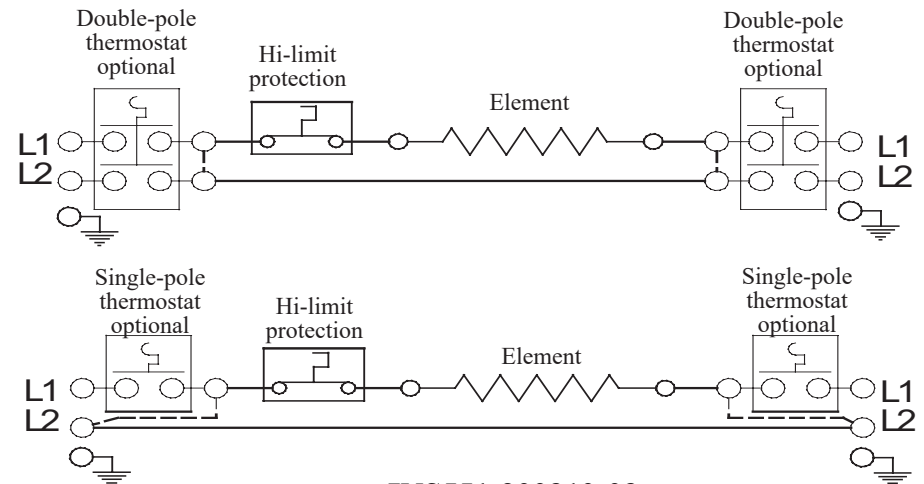 Double-pole
thermostat
optional
Hi-limit
protection
Element
Double-pole
thermostat
optional
L1
L2
L1
L2
Single-pole
thermostat
optional
Hi-limit
protection
Element
Single-pole
thermostat
optional
L1
L2
L1
L2